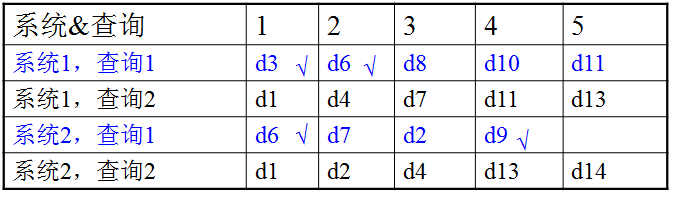 系统&查询 1 2 3 4 5
系统1，查询1 d3 √ d6 √ d8 d10 d11
系统1，查询2 d1 d4 d7 d11 d13
系统2，查询1 d6 √ d7 d2 d9 √
系统2，查询2 d1 d2 d4 d13 d14